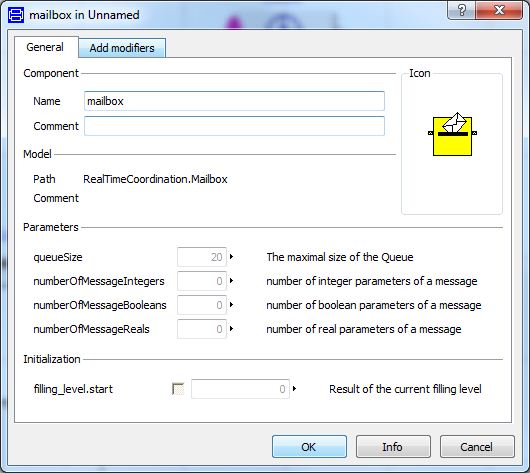 mailbox in Unnamed
General Add modifiers
Component
Icon
Name mailbox
Comment
Model
Path RealTimeCoordination.Mailbox
Comment
Parameters
queueSize 20 The maximal size of the Queue
numberOfMessageIntegers 0 number of integer parameters of a message
numberOfMessageBooleans 0 number of boolean parameters of a message
numberOfMessageReals 0 number of real parameters of a message
Initialization
filling_level.start 0 Result of the current filling level
OK Info Cancel